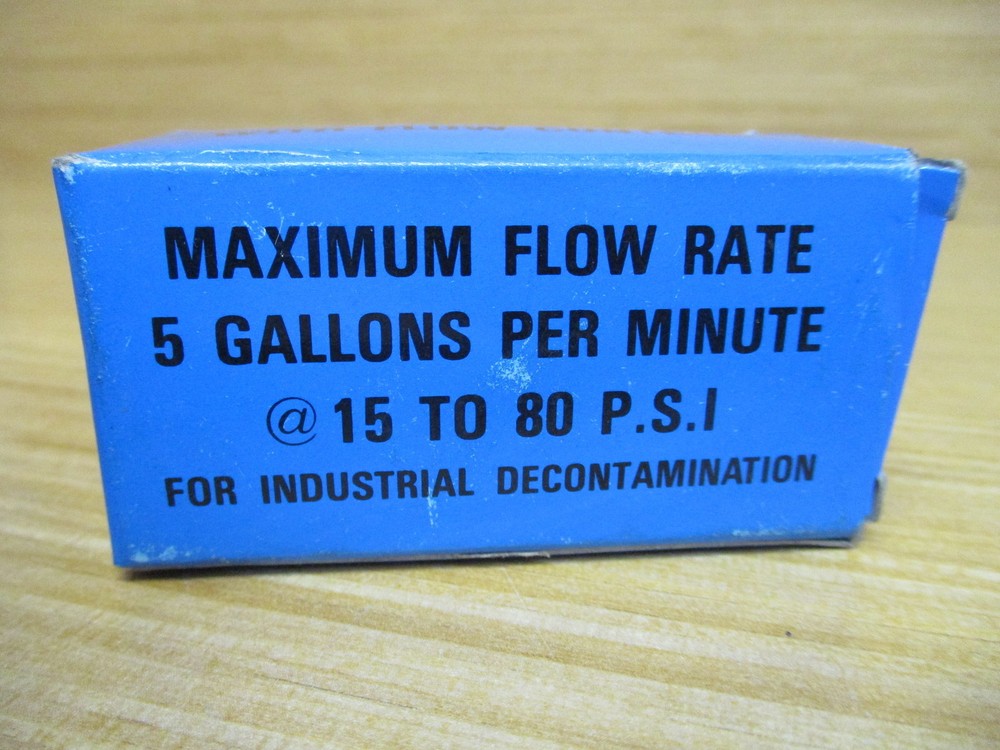 MAXIMUM FLOW RATE
5 GALLONS PER MINUTE
@ 15 TO 80 P.S.I
FOR INDUSTRIAL DECONTAMINATION